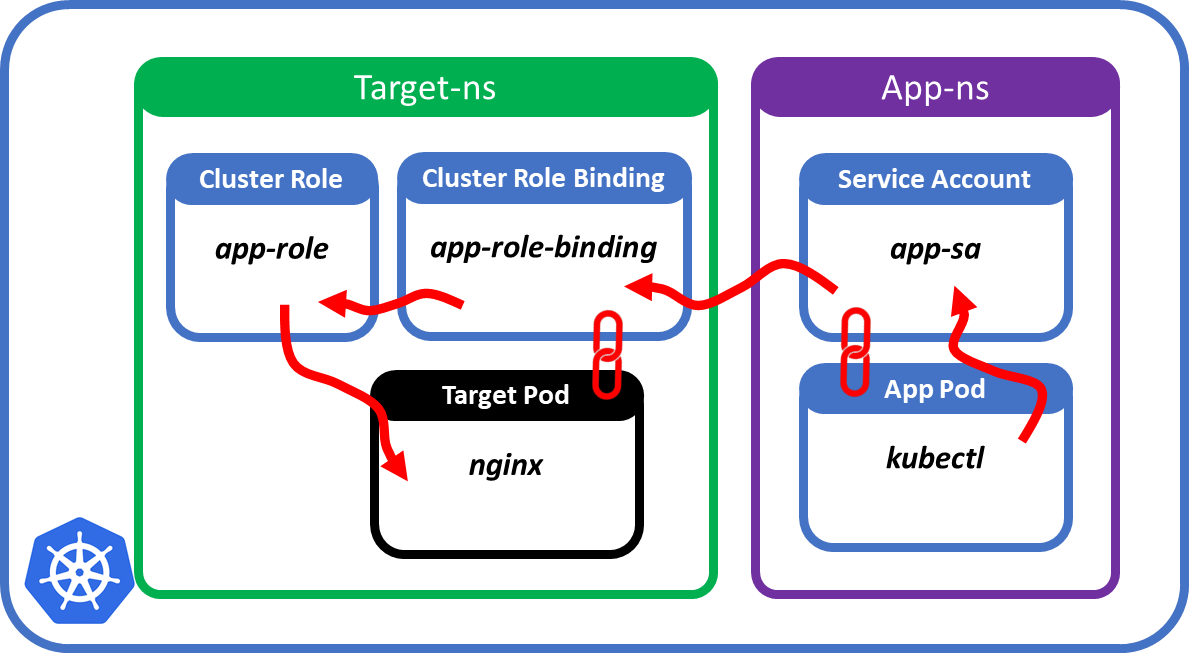 Target-ns
App-ns
Cluster Role
app-role
Cluster Role Binding
app-role-binding
Service Account
app-sa
Target Pod
nginx
App Pod
kubectl